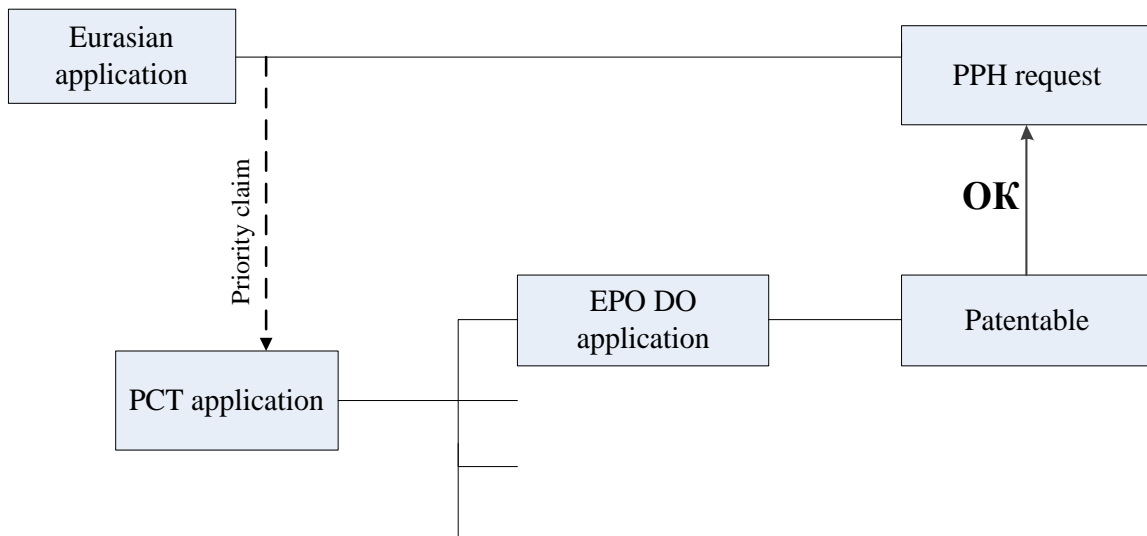 Eurasian
application
PPH request
Priority claim
OK
EPO DO
application
Patentable
PCT application